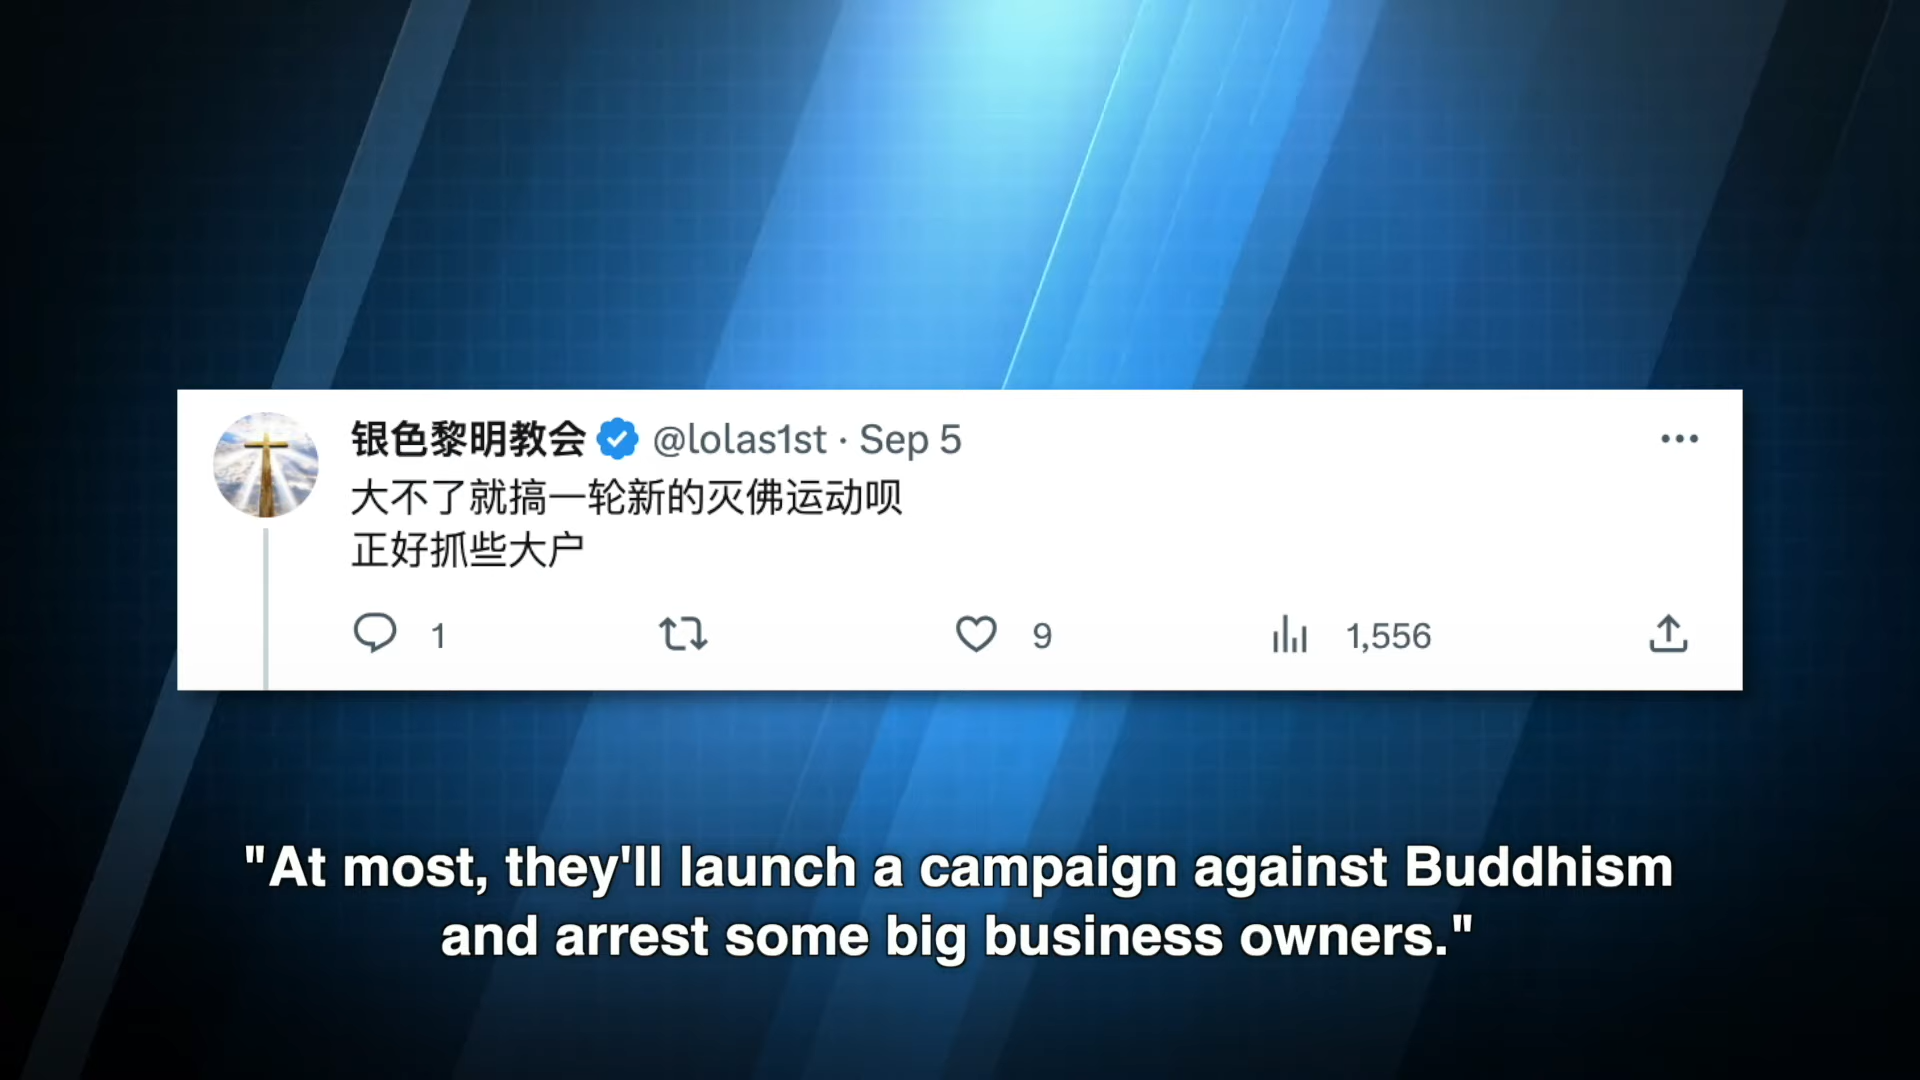 银色黎明教会 @lolas1st · Sep 5
大不了就搞一轮新的灭佛运动呗
正好抓些大户
1 9 1,556
"At most, they'll launch a campaign against Buddhism
and arrest some big business owners."